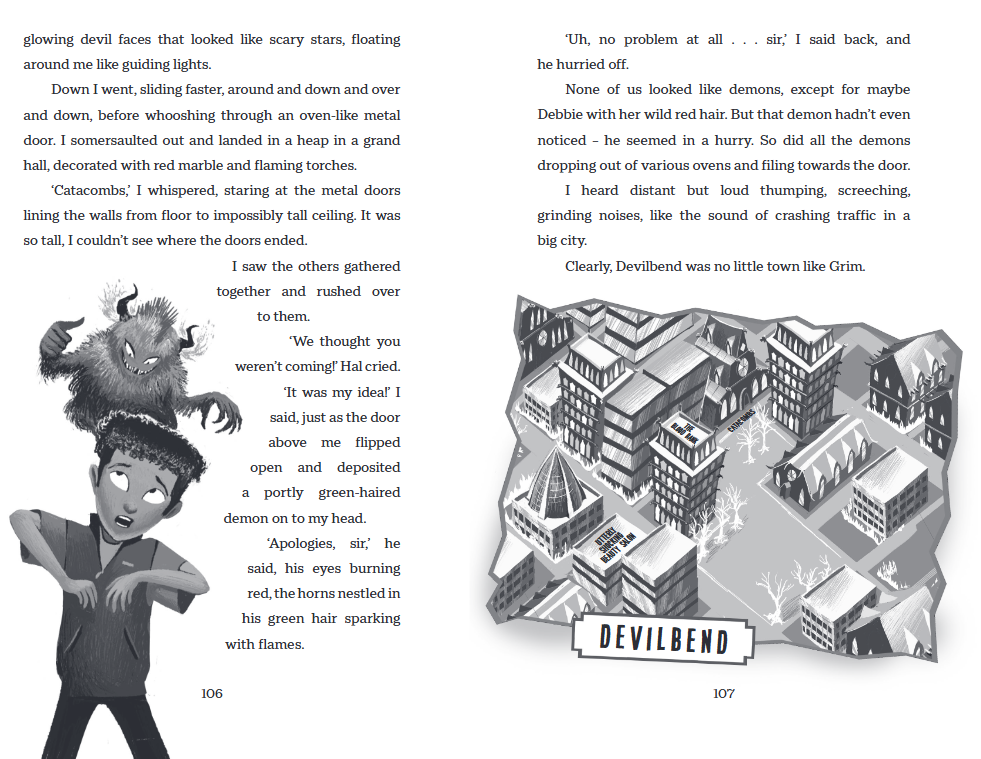 glowing devil faces that looked like scary stars, floating
around me like guiding lights.
Down I went, sliding faster, around and down and over
and down, before whooshing through an oven-like metal
door. I somersaulted out and landed in a heap in a grand
hall, decorated with red marble and flaming torches.
‘Catacombs,’ I whispered, staring at the metal doors
lining the walls from floor to impossibly tall ceiling. It was
so tall, I couldn’t see where the doors ended.
I saw the others gathered
together and rushed over
to them.
‘We thought you
weren’t coming!’ Hal cried.
‘It was my idea!’ I
said, just as the door
above me flipped
open and deposited
a portly green-haired
demon on to my head.
‘Apologies, sir,’ he
said, his eyes burning
red, the horns nestled in
his green hair sparking
with flames.
106
‘Uh, no problem at all . . . sir,’ I said back, and
he hurried off.
None of us looked like demons, except for maybe
Debbie with her wild red hair. But that demon hadn’t even
noticed – he seemed in a hurry. So did all the demons
dropping out of various ovens and filing towards the door.
I heard distant but loud thumping, screeching,
grinding noises, like the sound of crashing traffic in a
big city.
Clearly, Devilbend was no little town like Grim.
THE
BLOOD BANK
CATACOMBS
UTTERLY
SHOCKING
BEAUTY SALON
DEVILBEND
107